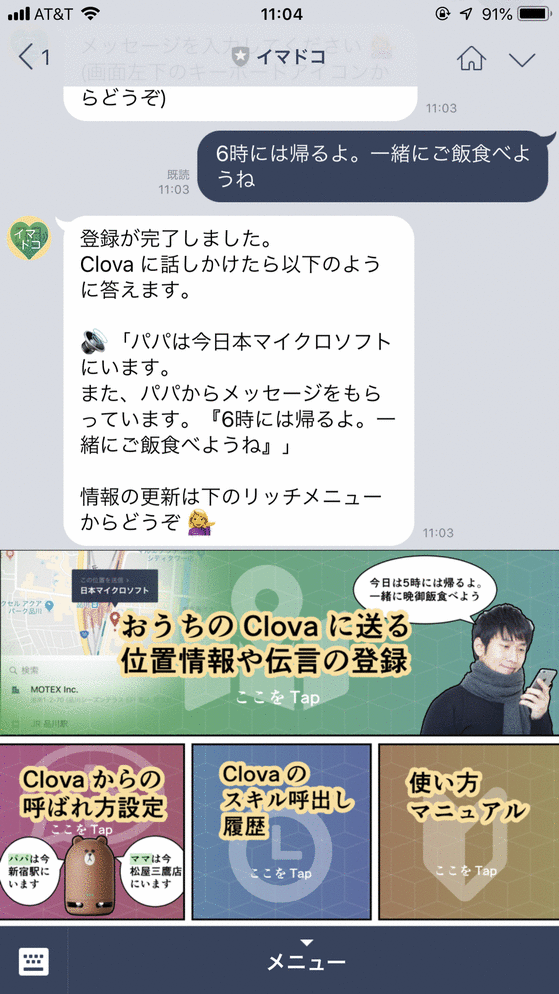 AT&T
11:04
91%
1
イマドコ
メッセージを入力してください
(画面左下のキーボードアイコンか
らどうぞ)
11:03
6時には帰るよ。一緒にご飯食べよ
うね
既読
11:03
イマ
ドコ
登録が完了しました。
Clova に話しかけたら以下のよう
に答えます。
「パパは今日本マイクロソフト
にいます。
また、パパからメッセージをもら
っています。『6時には帰るよ。一
緒にご飯食べようね』」
情報の更新は下のリッチメニュー
からどうぞ
11:03
この位置を送信
日本マイクロソフト
クセル アクア
パーク品川
検索
MOTEX Inc.
JR 品川駅
今日は5時には帰るよ。
一緒に晩御飯食べよう
おうちの Clova に送る
位置情報や伝言の登録
ここを Tap
Clova からの
呼ばれ方設定
ここを Tap
パパは今
新宿駅に
います
ママは今
松屋三鷹店
にいます
Clova の
スキル呼出し
履歴
ここを Tap
使い方
マニュアル
ここを Tap
メニュー